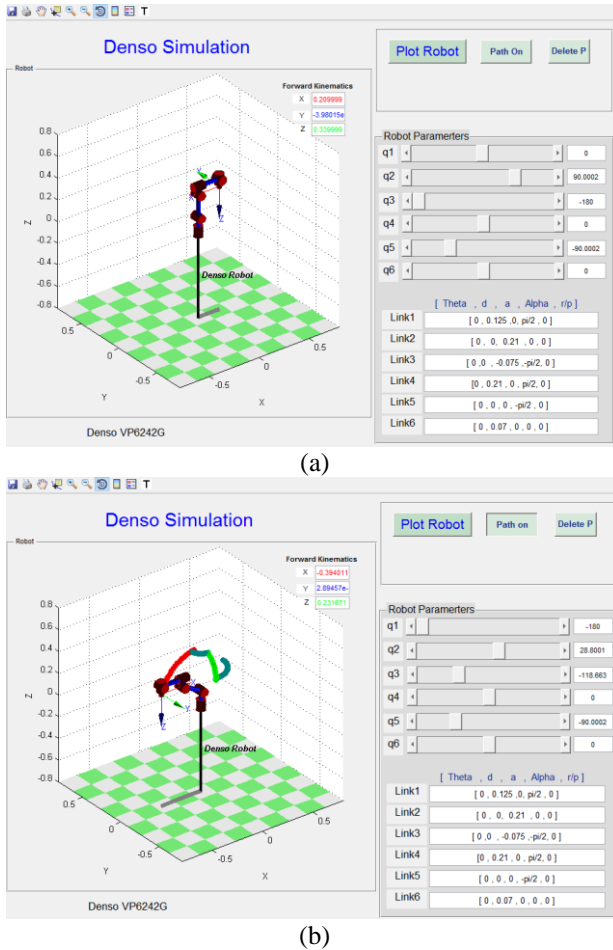 T
Denso Simulation
Plot Robot
Path On
Delete P
Robot
Forward Kinematics
X 0.209999
Y -3.98015e
Z 0.339999
0.8
0.6
0.4
0.2
0
-0.2
-0.4
-0.6
-0.8
Z
0.5
0
-0.5
Y
-0.5
0
0.5
X
X
Y
Z
Denso Robot
Denso VP6242G
Robot Paramerters
q1 0
q2 90.0002
q3 -180
q4 0
q5 -90.0002
q6 0
[ Theta , d , a , Alpha , r/p ]
Link1 [ 0 , 0.125 ,0, pi/2 , 0 ]
Link2 [ 0 , 0, 0.21 , 0 , 0 ]
Link3 [ 0 ,0 , -0.075 ,-pi/2, 0 ]
Link4 [0, 0.21 , 0 , pi/2, 0 ]
Link5 [ 0 , 0 , 0 , -pi/2, 0 ]
Link6 [ 0 , 0.07 , 0 , 0 , 0 ]
(a)
T
Denso Simulation
Plot Robot
Path on
Delete P
Robot
Forward Kinematics
X -0.394011
Y 2.89457e-
Z 0.231671
0.8
0.6
0.4
0.2
0
-0.2
-0.4
-0.6
-0.8
Z
0.5
0
-0.5
Y
-0.5
0
0.5
X
X
Y
Z
Denso Robot
Denso VP6242G
Robot Paramerters
q1 -180
q2 28.8001
q3 -118.663
q4 0
q5 -90.0002
q6 0
[ Theta , d , a , Alpha , r/p ]
Link1 [ 0 , 0.125 ,0, pi/2 , 0 ]
Link2 [ 0 , 0, 0.21 , 0 , 0 ]
Link3 [ 0 ,0 , -0.075 ,-pi/2, 0 ]
Link4 [0, 0.21 , 0 , pi/2, 0 ]
Link5 [ 0 , 0 , 0 , -pi/2, 0 ]
Link6 [ 0 , 0.07 , 0 , 0 , 0 ]
(b)